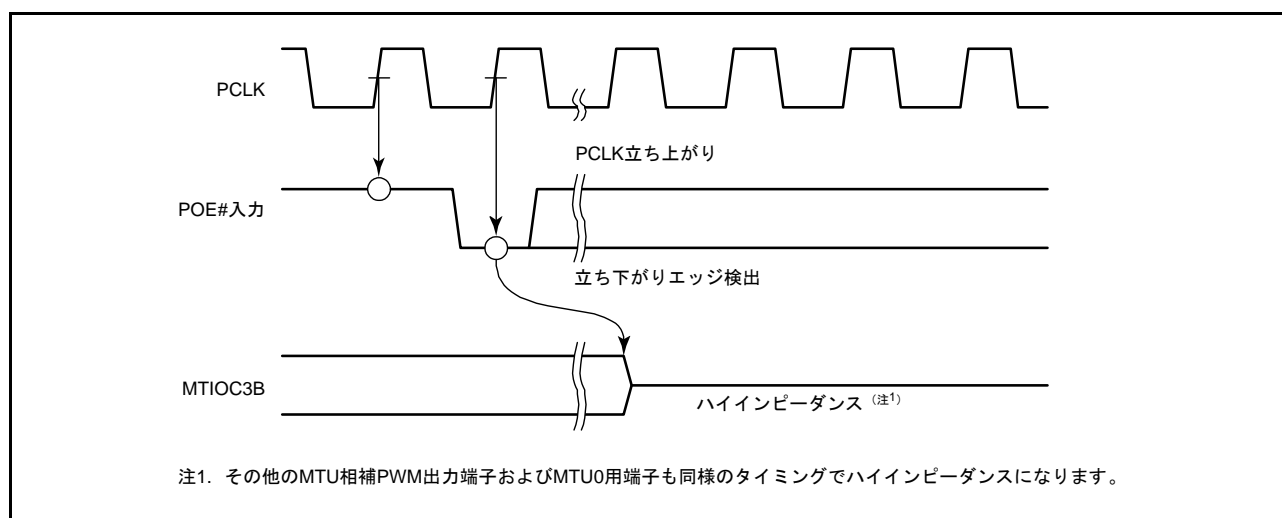 PCLK
PCLK立ち上がり
POE#入力
立ち下がりエッジ検出
MTIOC3B
ハイインピーダンス（注1）
注1. その他のMTU相補PWM出力端子およびMTU0用端子も同様のタイミングでハイインピーダンスになります。